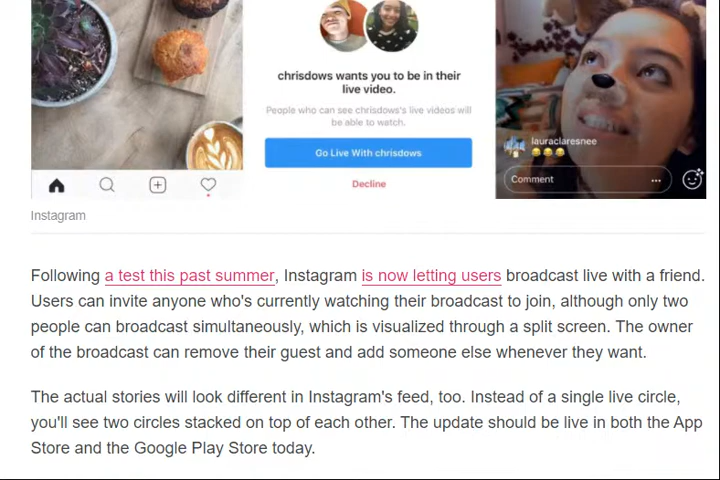 chrisdows wants you to be in their
live video.
People who can see chrisdows's live videos will
be able to watch.
Go Live With chrisdows
Decline
lauraclaresnee
Comment
Instagram
Following a test this past summer, Instagram is now letting users broadcast live with a friend.
Users can invite anyone who's currently watching their broadcast to join, although only two
people can broadcast simultaneously, which is visualized through a split screen. The owner
of the broadcast can remove their guest and add someone else whenever they want.
The actual stories will look different in Instagram's feed, too. Instead of a single live circle,
you'll see two circles stacked on top of each other. The update should be live in both the App
Store and the Google Play Store today.